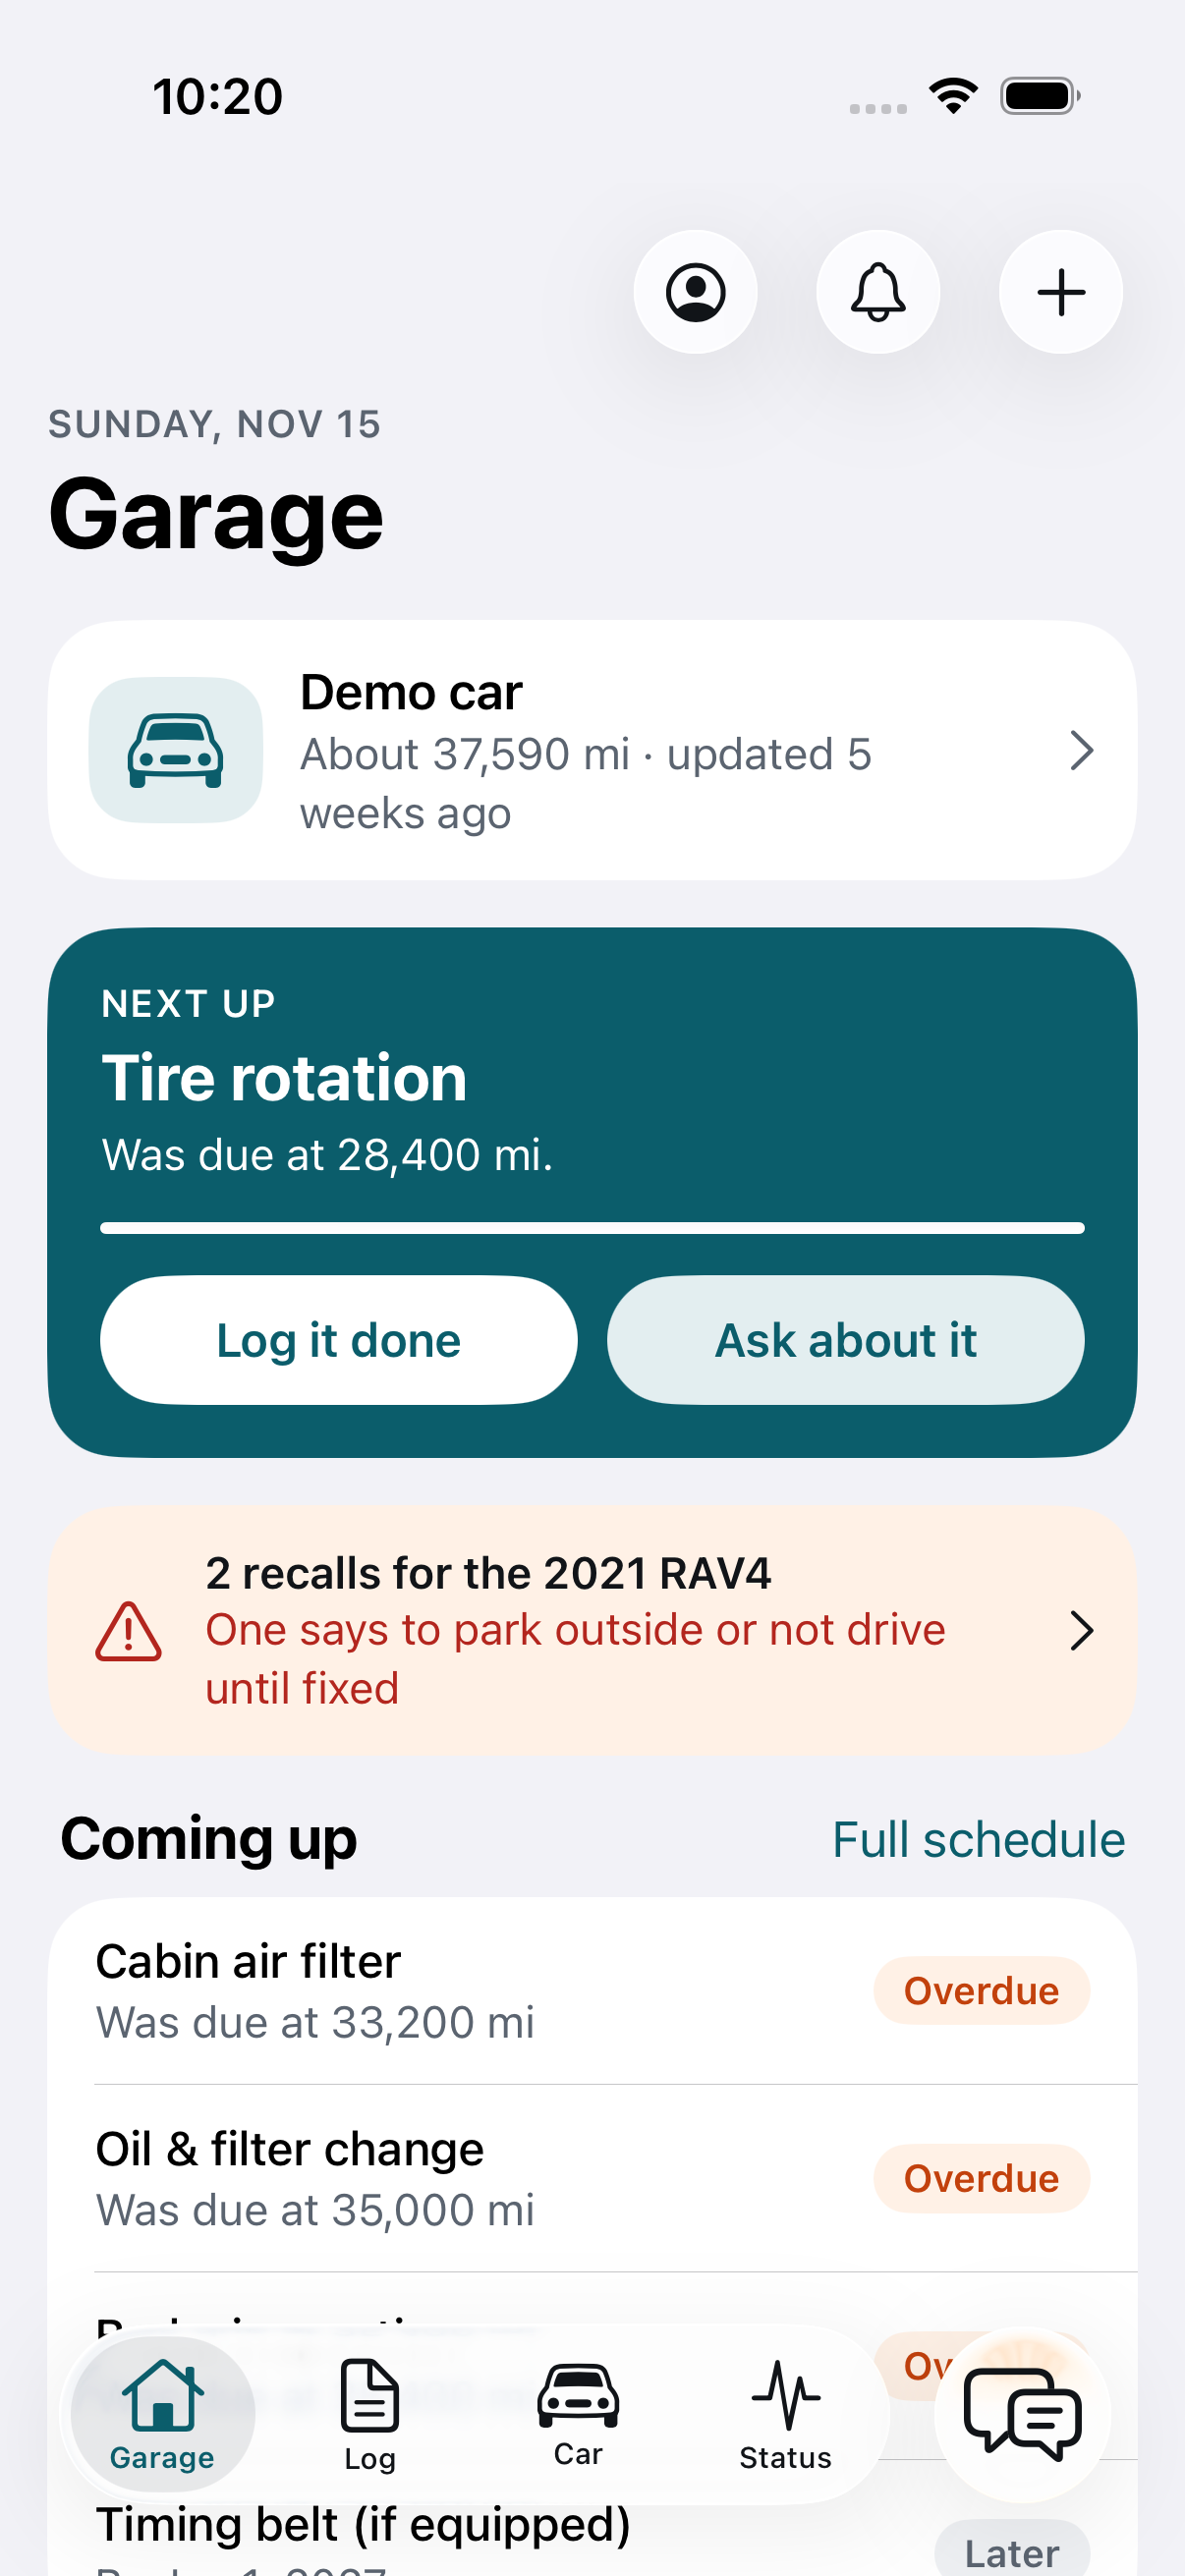 10:20
SUNDAY, NOV 15
Garage
Demo car
About 37,590 mi · updated 5
weeks ago
NEXT UP
Tire rotation
Was due at 28,400 mi.
Log it done
Ask about it
2 recalls for the 2021 RAV4
One says to park outside or not drive
until fixed
Coming up
Full schedule
Cabin air filter
Was due at 33,200 mi
Overdue
Oil & filter change
Was due at 35,000 mi
Overdue
Garage
Log
Car
Status
Timing belt (if equipped)
Later